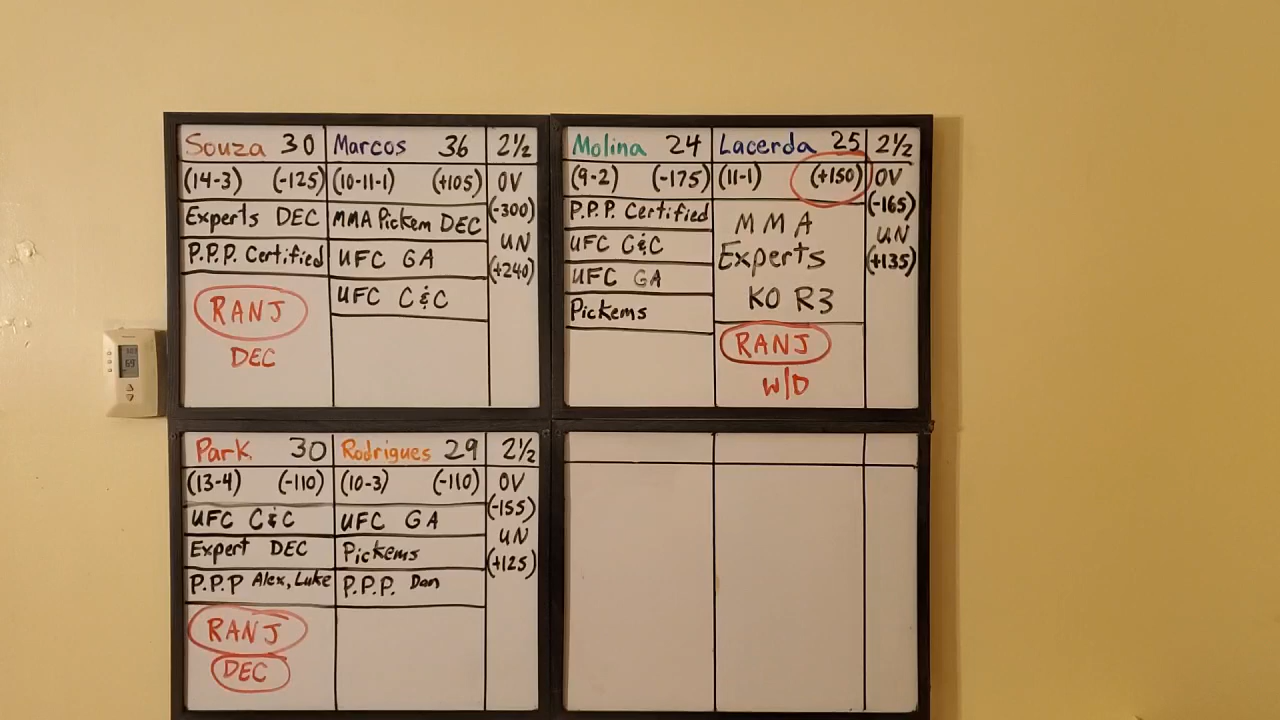 Souza 30 Marcos 36 2½
(14-3) (-125) (10-11-1) (+105) OV
Experts DEC MMA Pickem DEC (-300)
P.P.P. Certified UFC GA UN
UFC C&C (+240)
RANJ
DEC
Molina 24 Lacerda 25 2½
(9-2) (-175) (11-1) (+150) OV
P.P.P. Certified MMA (-165)
UFC C&C Experts UN
UFC GA KO R3 (+135)
Pickems
RANJ
W/D
Park 30 Rodrigues 29 2½
(13-4) (-110) (10-3) (-110) OV
UFC C&C UFC GA (-155)
Expert DEC Pickems UN
P.P.P Alex, Luke P.P.P. Dan (+125)
RANJ
DEC